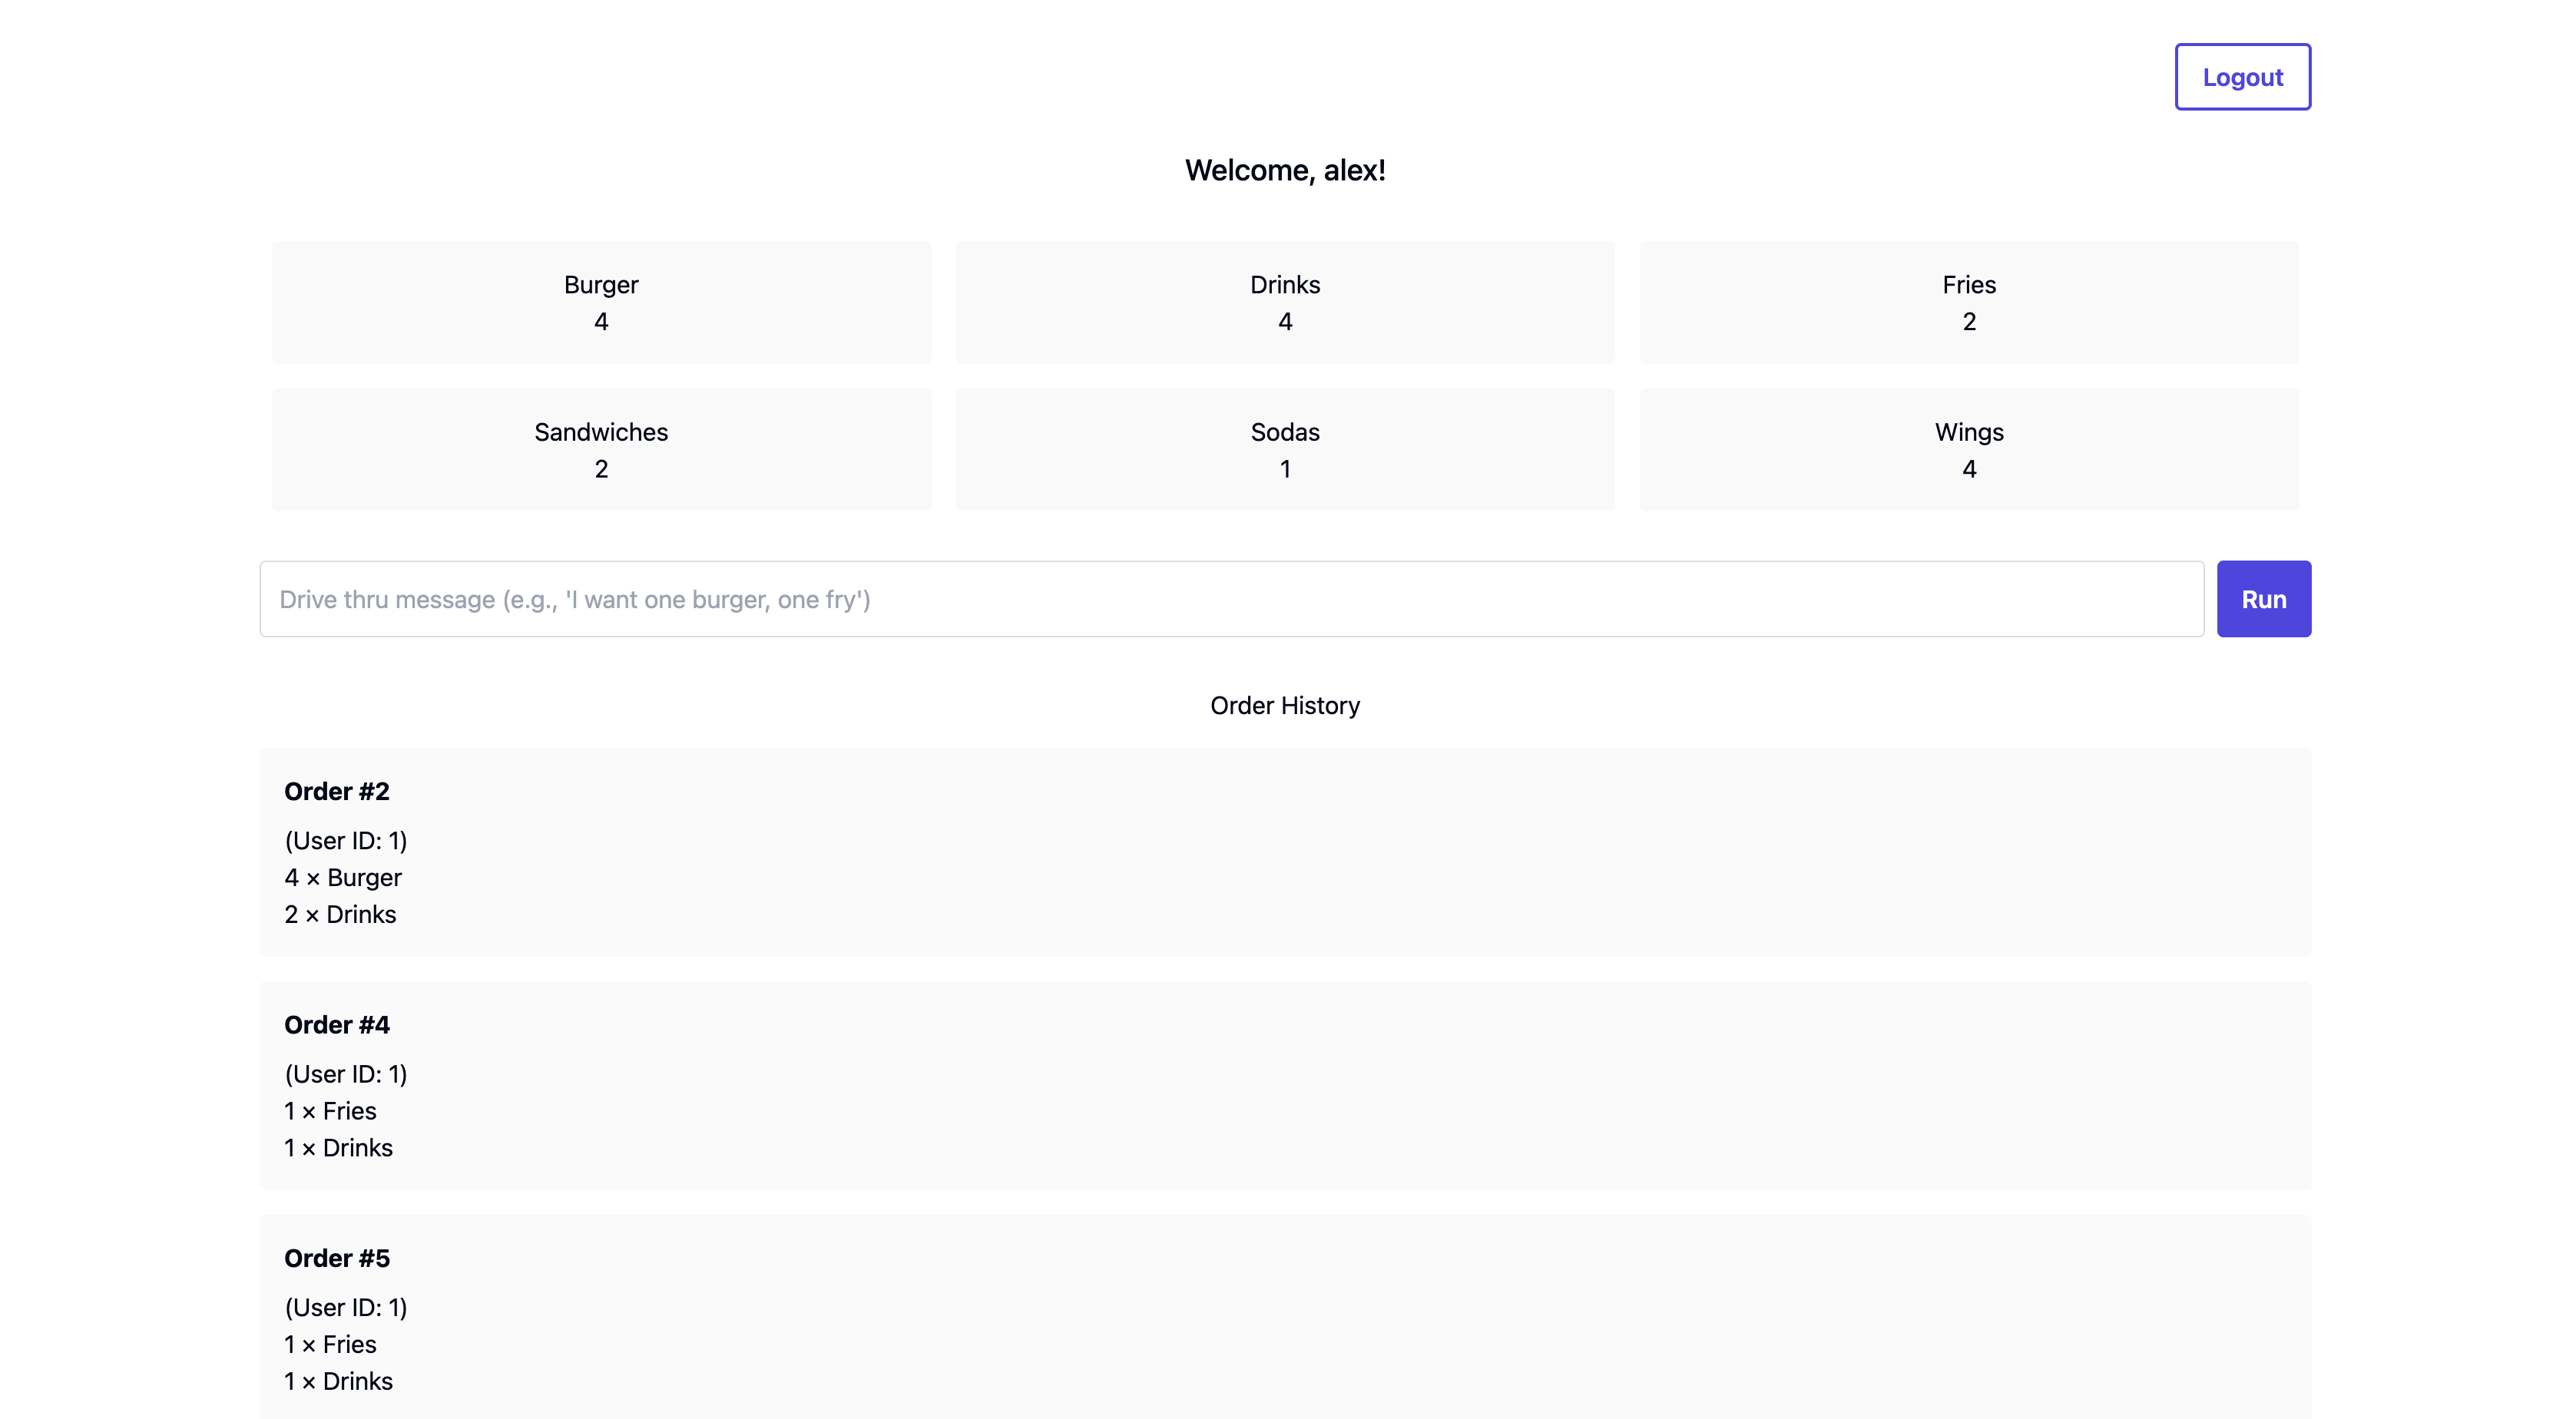 Logout
Welcome, alex!
Burger
4
Drinks
4
Fries
2
Sandwiches
2
Sodas
1
Wings
4
Drive thru message (e.g., 'I want one burger, one fry')
Run
Order History
Order #2
(User ID: 1)
4 × Burger
2 × Drinks
Order #4
(User ID: 1)
1 × Fries
1 × Drinks
Order #5
(User ID: 1)
1 × Fries
1 × Drinks